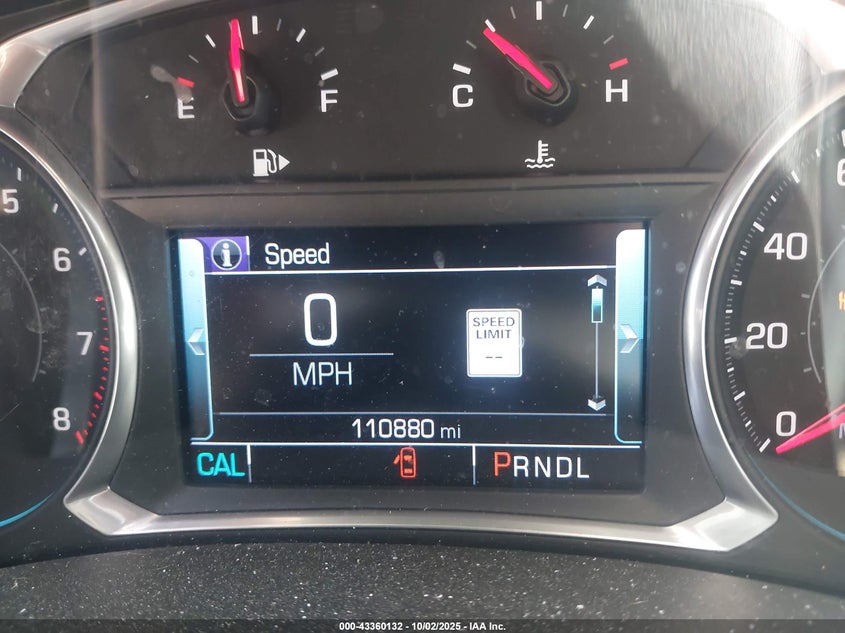 E F
C H
5
6
7
8
Speed
0
MPH
SPEED
LIMIT
--
110880 mi
CAL
PRNDL
6
40
20
0
000-43360132 - 10/02/2025 - IAA Inc.